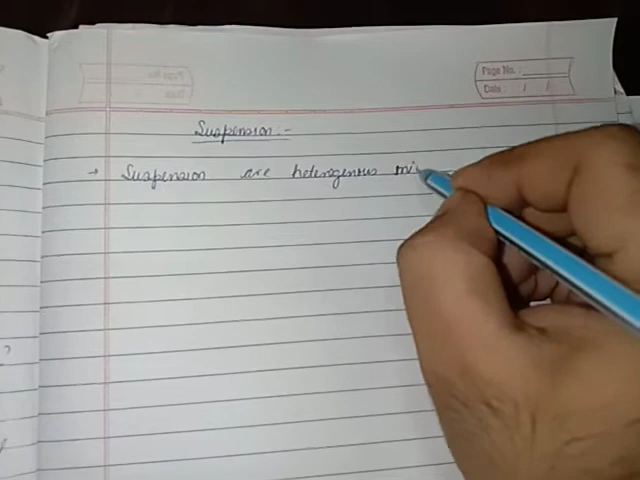 Page No. :
Date : / /
Suspension :-
→ Suspension are heterogenous mi